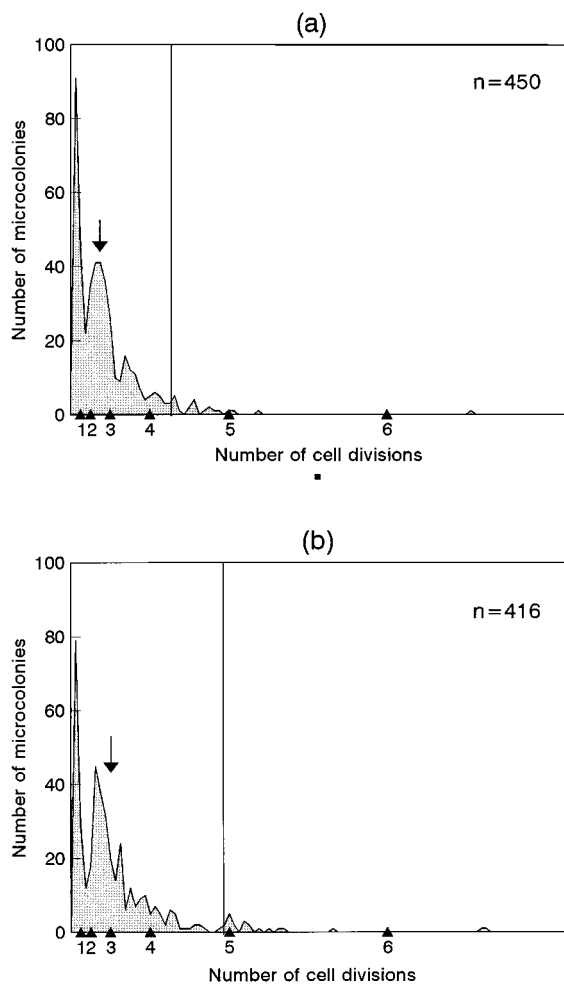 (a)
100
n=450
80
60
40
20
0
Number of microcolonies
1 2 3 4 5 6
Number of cell divisions
(b)
100
n=416
80
60
40
20
0
Number of microcolonies
1 2 3 4 5 6
Number of cell divisions